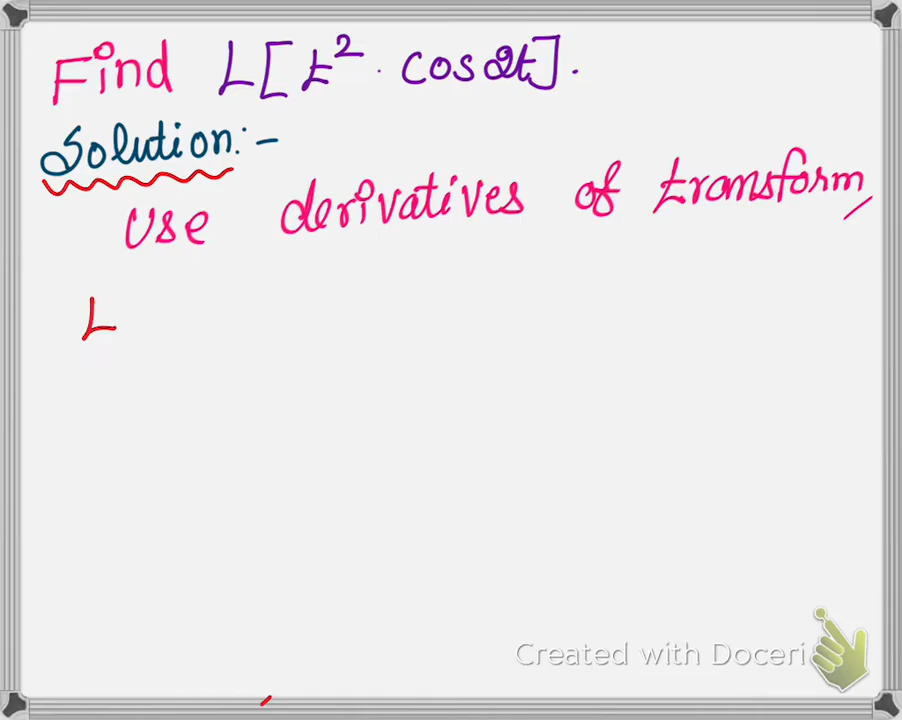 Find L[t² · cos2t].
Solution:-
Use derivatives of transform,
L
Created with Doceri